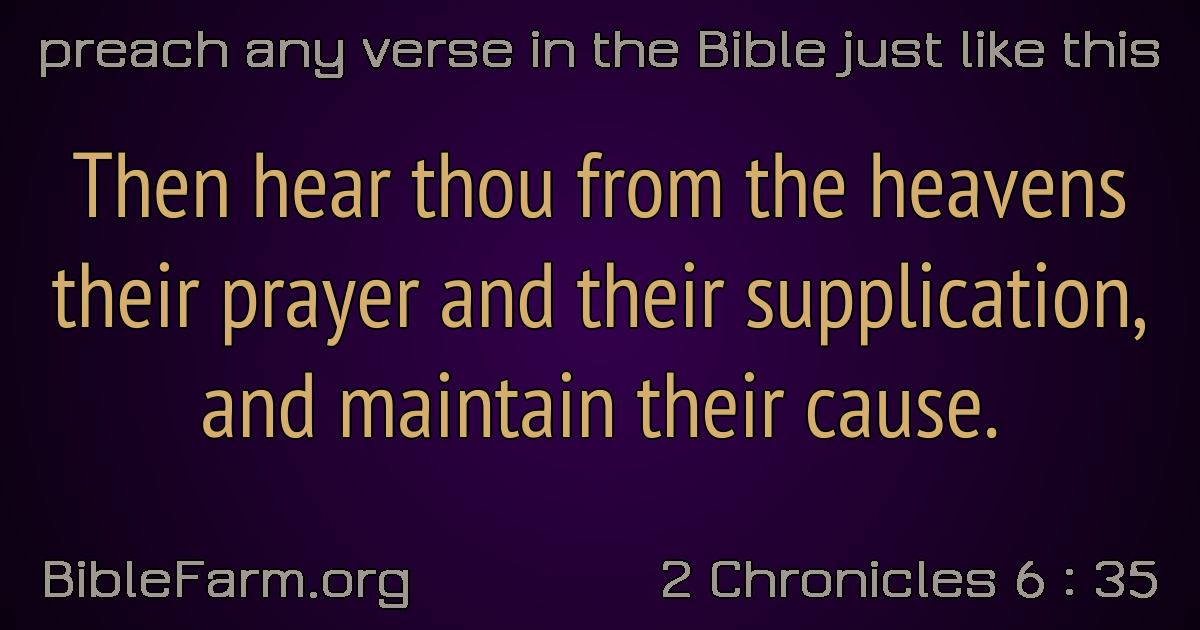 preach any verse in the Bible just like this
Then hear thou from the heavens
their prayer and their supplication,
and maintain their cause.
BibleFarm.org
2 Chronicles 6 : 35